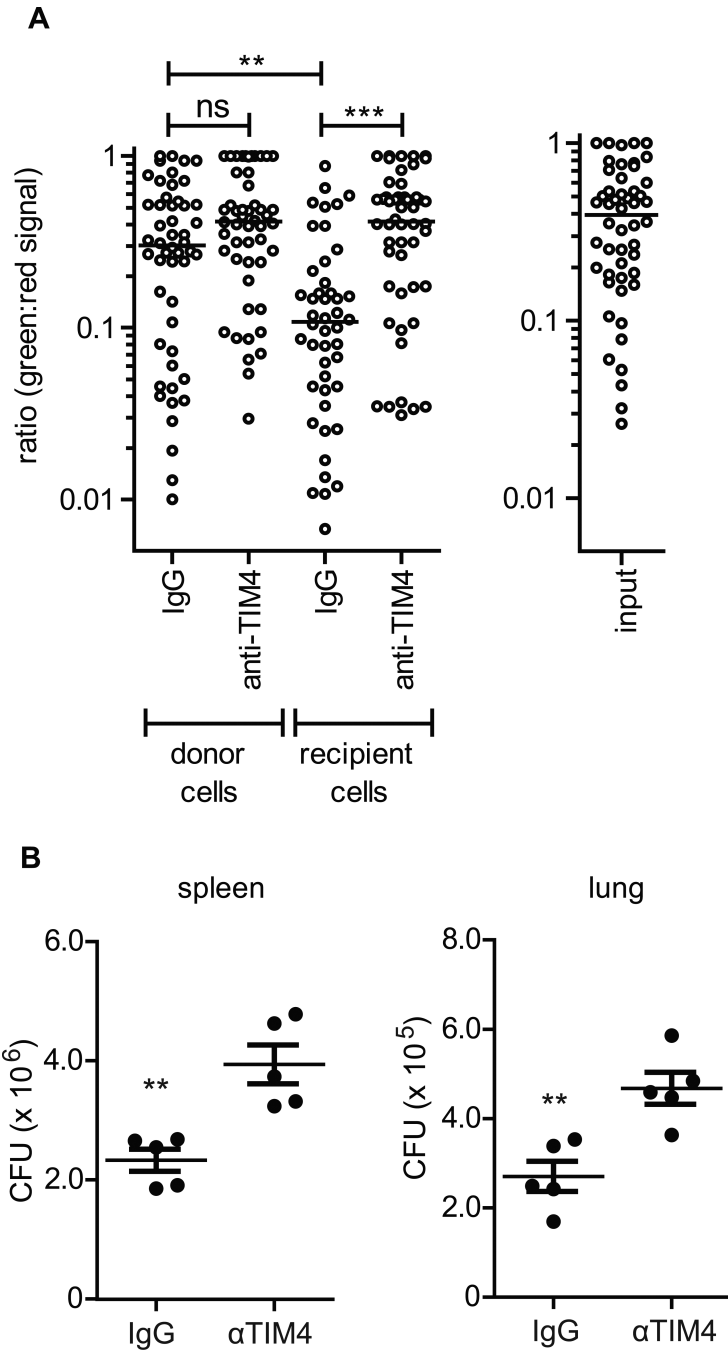 A
**
ns
***
ratio (green:red signal)
1
0.1
0.01
1
0.1
0.01
IgG
anti-TIM4
IgG
anti-TIM4
input
donor
cells
recipient
cells
B
spleen
lung
CFU (x 10⁶)
6.0
4.0
2.0
0
**
IgG
αTIM4
CFU (x 10⁵)
8.0
6.0
4.0
2.0
0
**
IgG
αTIM4